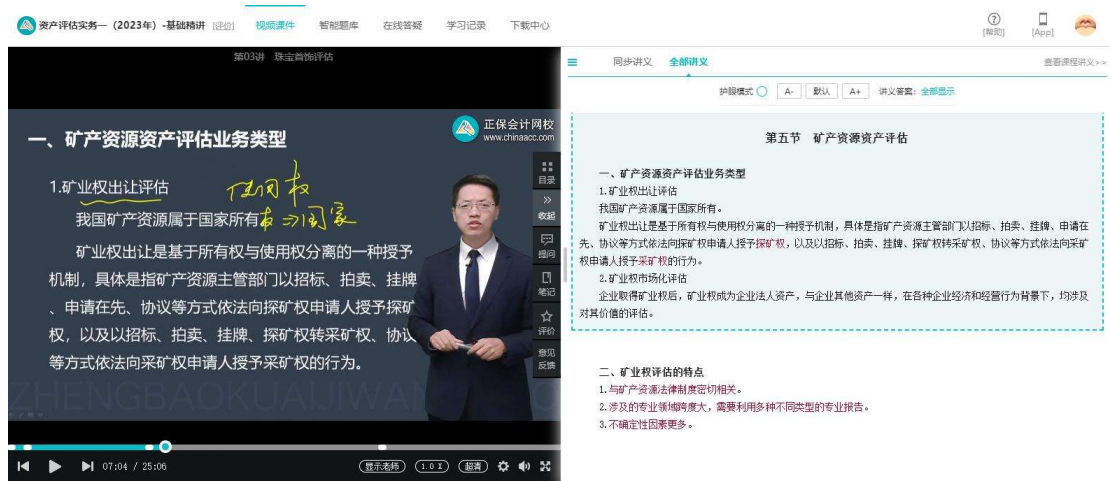 资产评估实务一（2023年）-基础精讲 [评价] 视频课件 智能题库 在线答疑 学习记录 下载中心
[帮助] [App]
第03讲 珠宝首饰评估
一、矿产资源资产评估业务类型
正保会计网校
www.chinaacc.com
1.矿业权出让评估
使用权
我国矿产资源属于国家所有
权⇒国家
矿业权出让是基于所有权与使用权分离的一种授予
机制，具体是指矿产资源主管部门以招标、拍卖、挂牌
、申请在先、协议等方式依法向探矿权申请人授予探矿
权，以及以招标、拍卖、挂牌、探矿权转采矿权、协议
等方式依法向采矿权申请人授予采矿权的行为。
ZHENGBAOKUAIJIWAN
目录
收起
提问
笔记
评价
意见
反馈
07:04 / 25:06 显示老师 1.0 X 超清
同步讲义 全部讲义 查看课程讲义>>
护眼模式 A- 默认 A+ 讲义答案：全部显示
第五节 矿产资源资产评估
一、矿产资源资产评估业务类型
1.矿业权出让评估
我国矿产资源属于国家所有。
矿业权出让是基于所有权与使用权分离的一种授予机制，具体是指矿产资源主管部门以招标、拍卖、挂牌、申请在
先、协议等方式依法向探矿权申请人授予探矿权，以及以招标、拍卖、挂牌、探矿权转采矿权、协议等方式依法向采矿
权申请人授予采矿权的行为。
2.矿业权市场化评估
企业取得矿业权后，矿业权成为企业法人资产，与企业其他资产一样，在各种企业经济和经营行为背景下，均涉及
对其价值的评估。
二、矿业权评估的特点
1.与矿产资源法律制度密切相关。
2.涉及的专业领域跨度大，需要利用多种不同类型的专业报告。
3.不确定性因素更多。